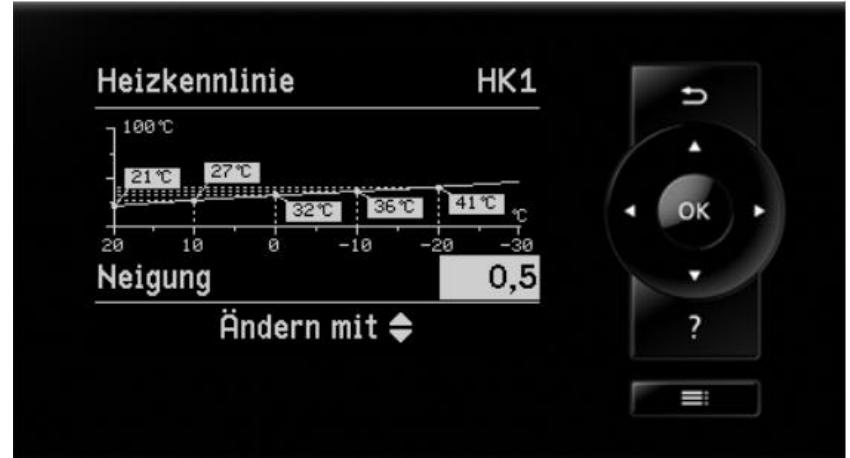 Heizkennlinie HK1
100°C
21°C 27°C
32°C 36°C 41°C °C
20 10 0 -10 -20 -30
Neigung 0,5
Ändern mit
OK
?